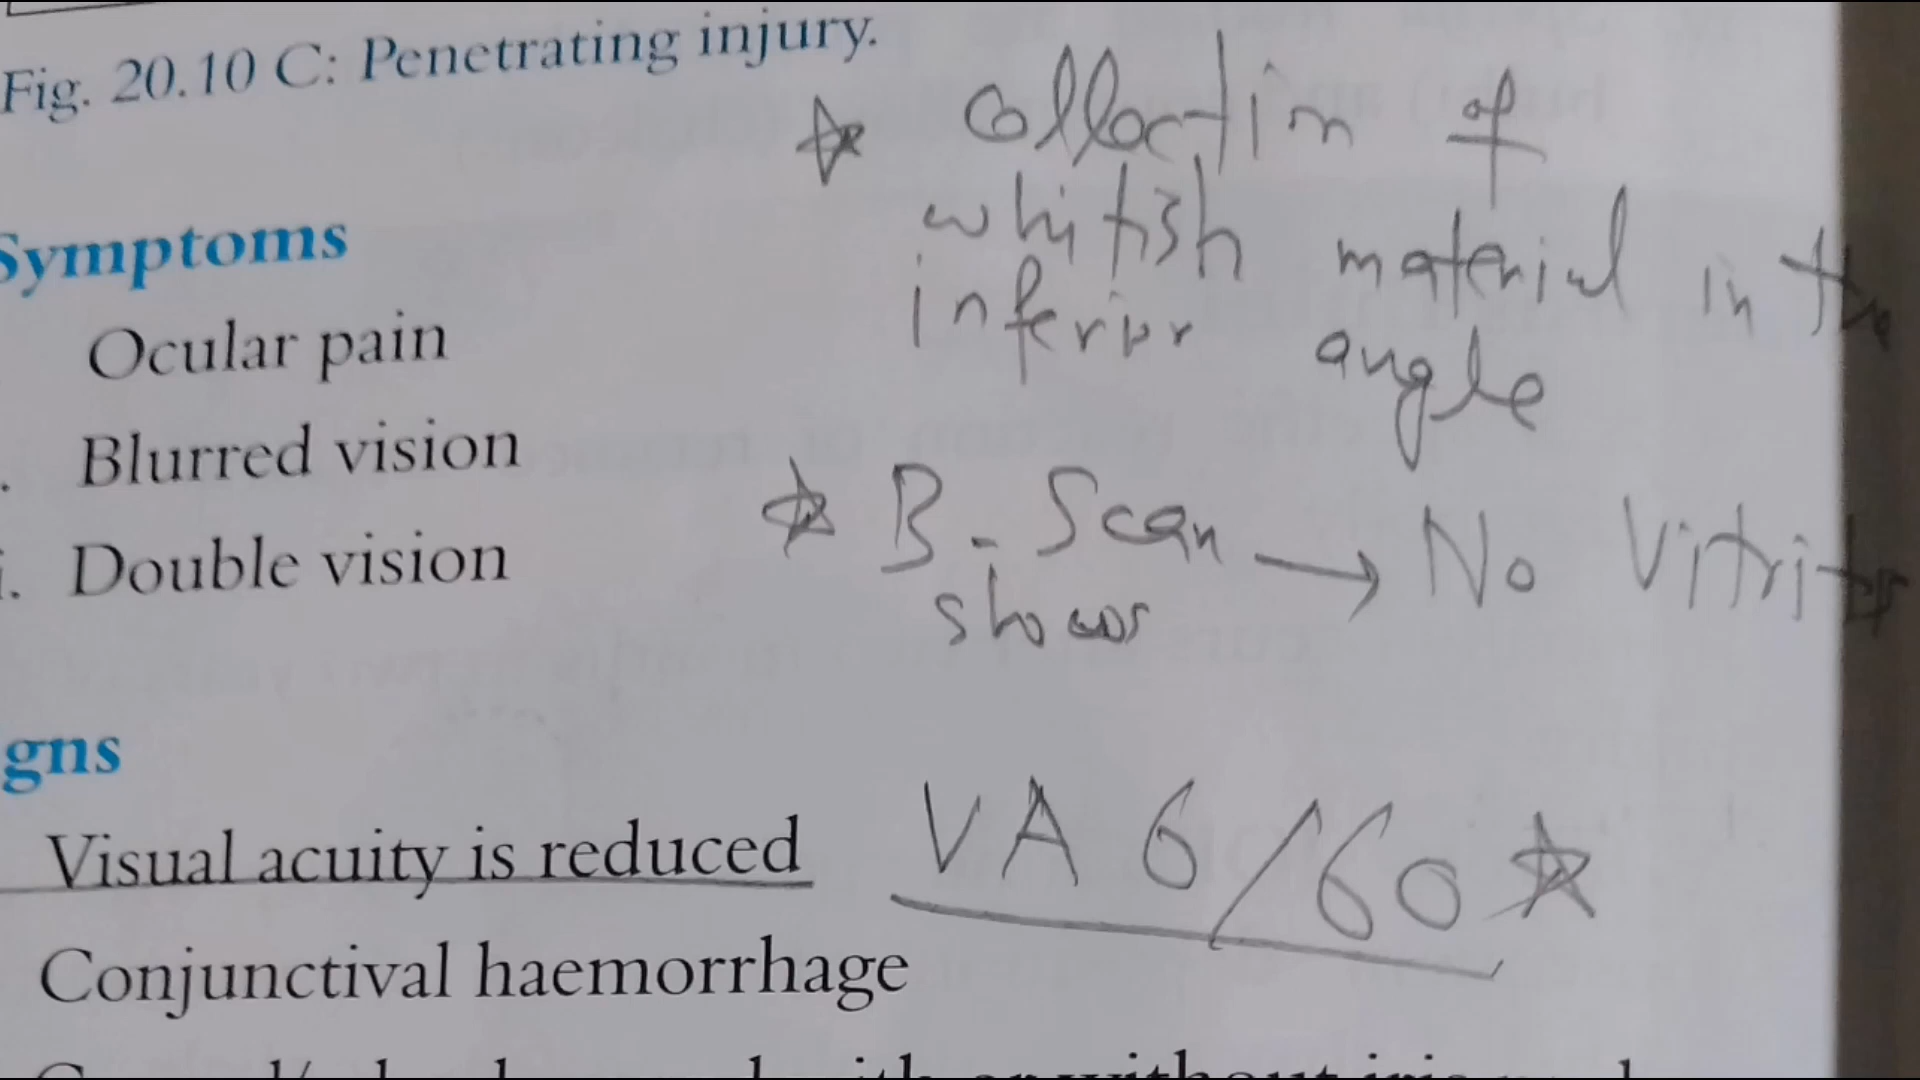 Fig. 20.10 C: Penetrating injury.
☆ Collection of
whitish material in the
inferior angle
Symptoms
Ocular pain
Blurred vision
Double vision
☆ B-Scan → No Vitritis
shows
gns
Visual acuity is reduced VA 6/60 ☆
Conjunctival haemorrhage